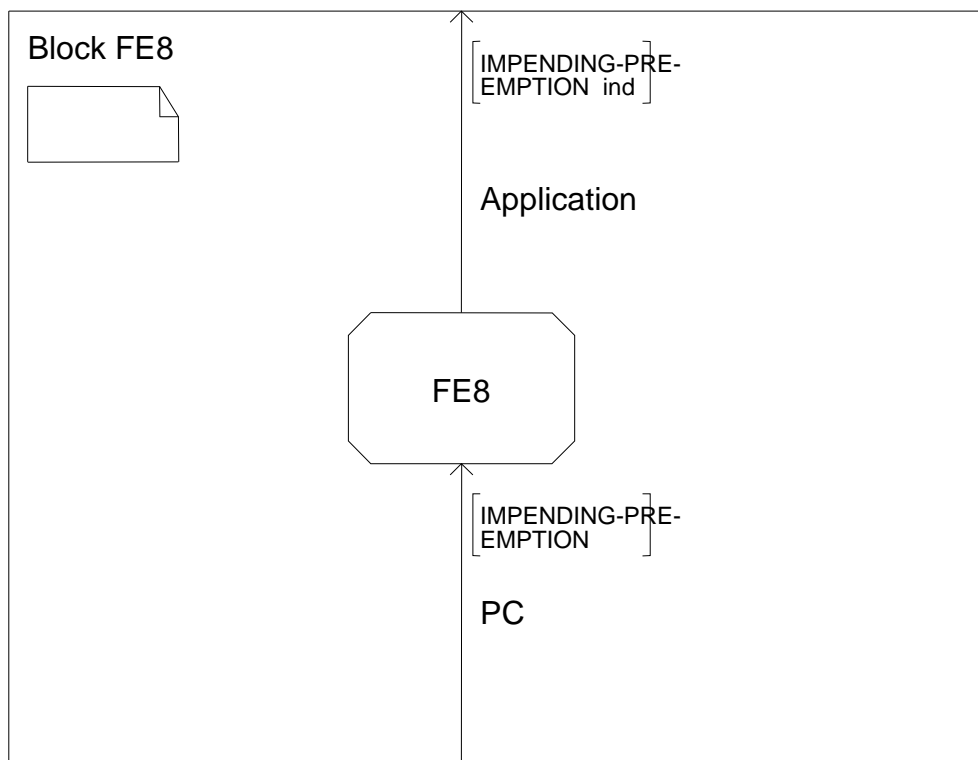 Block FE8
IMPENDING-PRE-
EMPTION ind
Application
FE8
IMPENDING-PRE-
EMPTION
PC